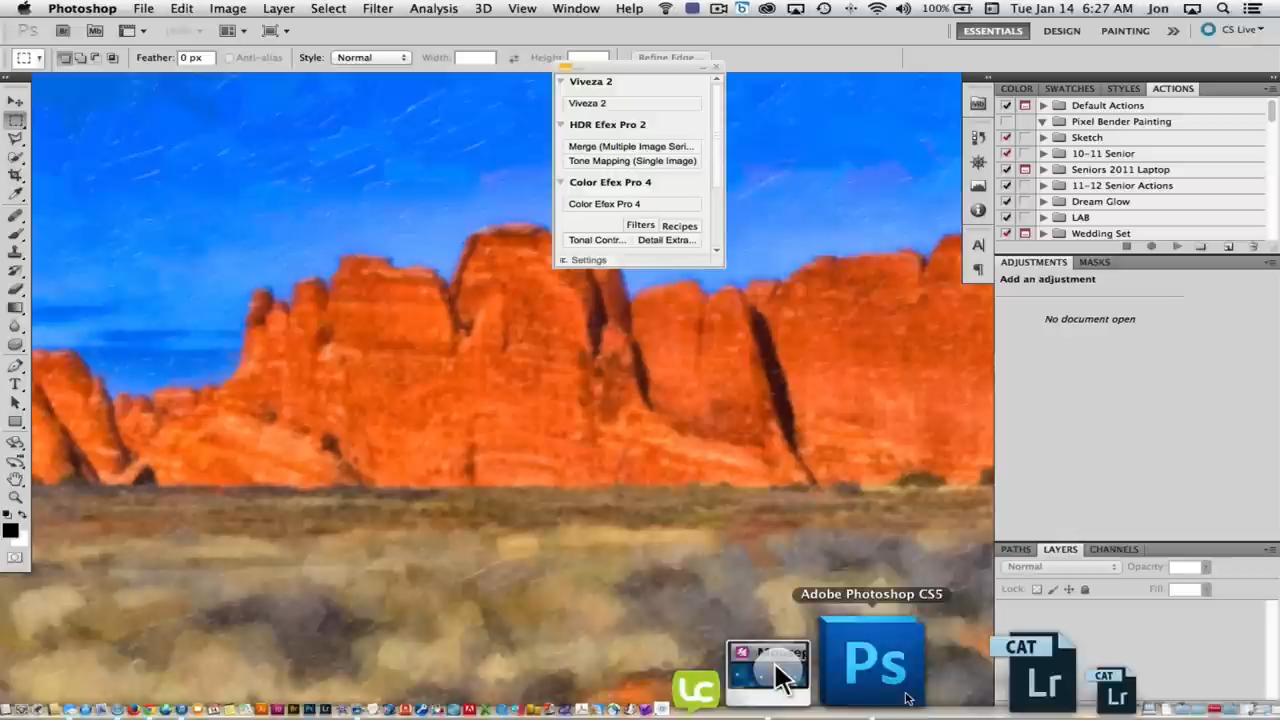 Photoshop File Edit Image Layer Select Filter Analysis 3D View Window Help 100% Tue Jan 14 6:27 AM Jon
Ps Br Mb ESSENTIALS DESIGN PAINTING CS Live
Feather: 0 px Anti-alias Style: Normal Width: Height: Refine Edge...
Viveza 2
Viveza 2
HDR Efex Pro 2
Merge (Multiple Image Seri...
Tone Mapping (Single Image)
Color Efex Pro 4
Color Efex Pro 4
Filters Recipes
Tonal Contr... Detail Extra...
Settings
COLOR SWATCHES STYLES ACTIONS
Default Actions
Pixel Bender Painting
Sketch
10-11 Senior
Seniors 2011 Laptop
11-12 Senior Actions
Dream Glow
LAB
Wedding Set
ADJUSTMENTS MASKS
Add an adjustment
No document open
PATHS LAYERS CHANNELS
Normal Opacity:
Lock: Fill:
Adobe Photoshop CS5
Ps
CAT
Lr
CAT
Lr